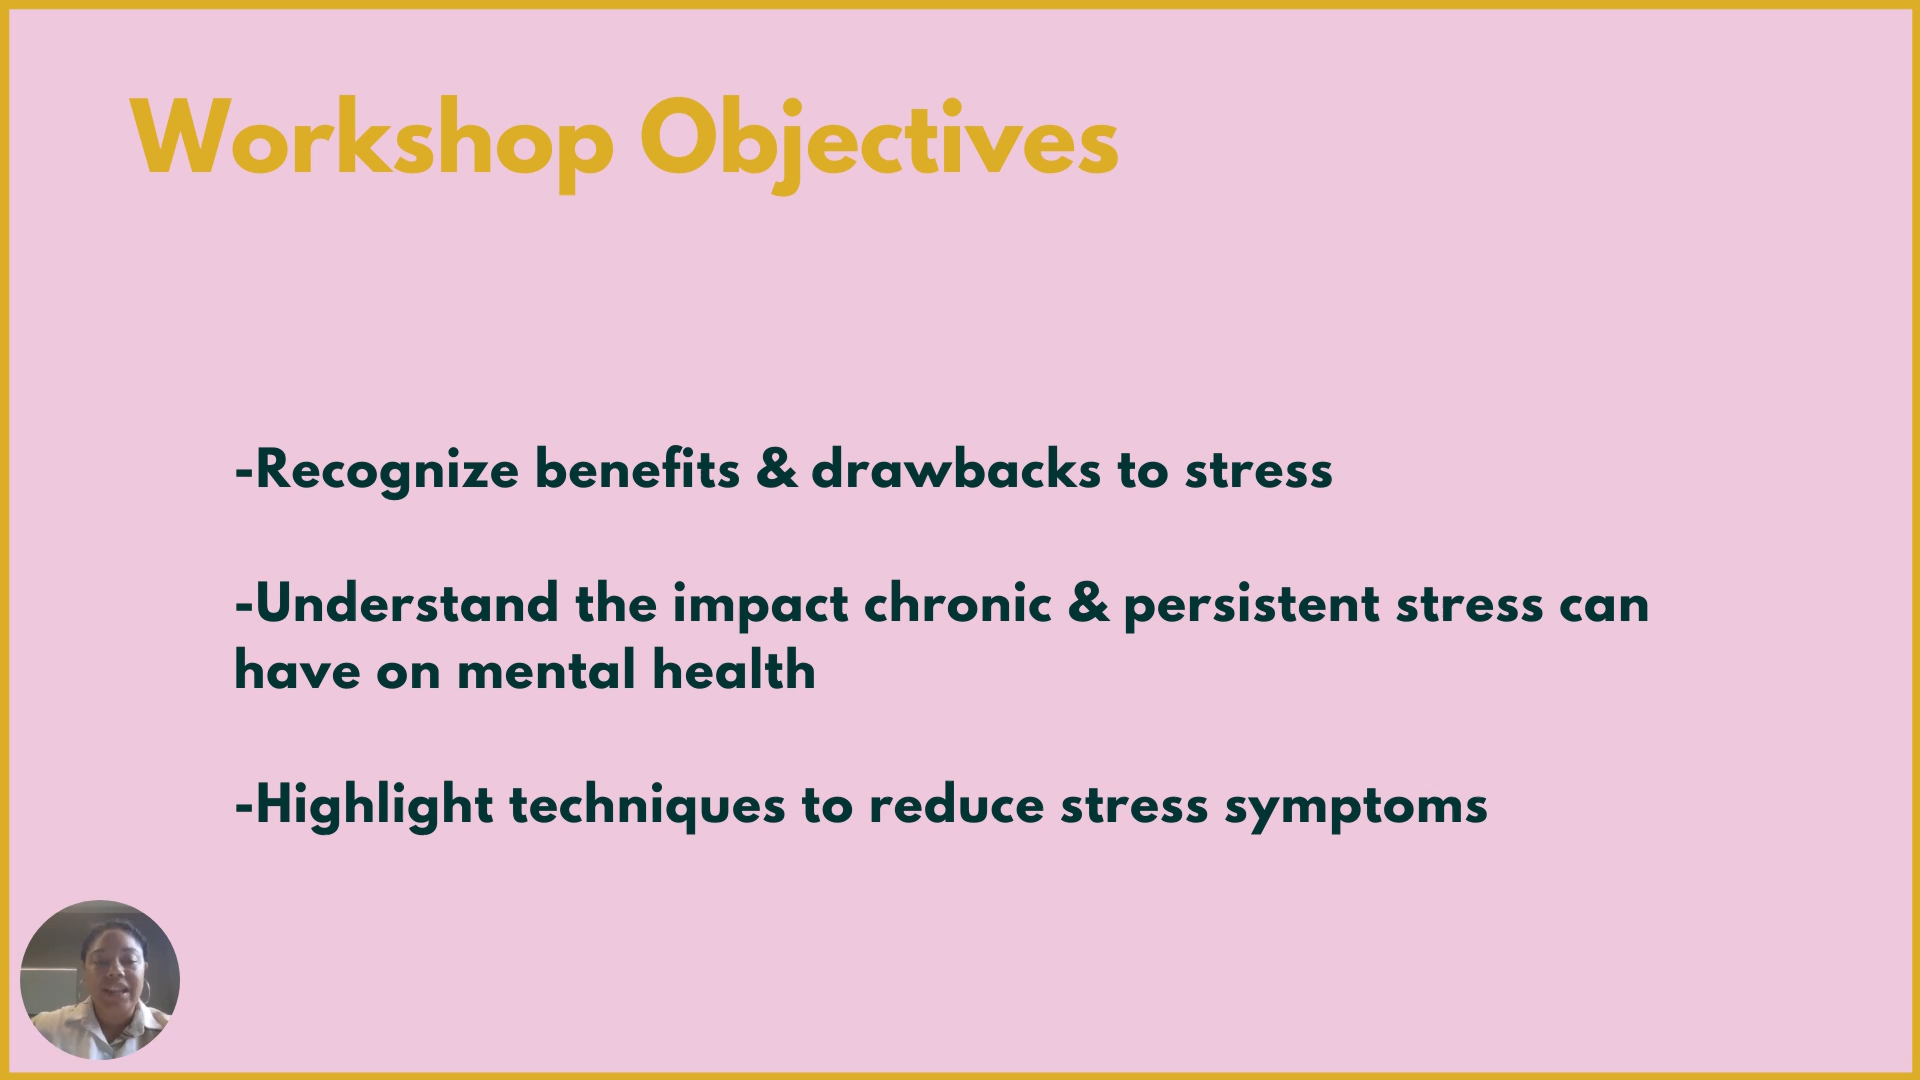 Workshop Objectives
-Recognize benefits & drawbacks to stress
-Understand the impact chronic & persistent stress can
have on mental health
-Highlight techniques to reduce stress symptoms